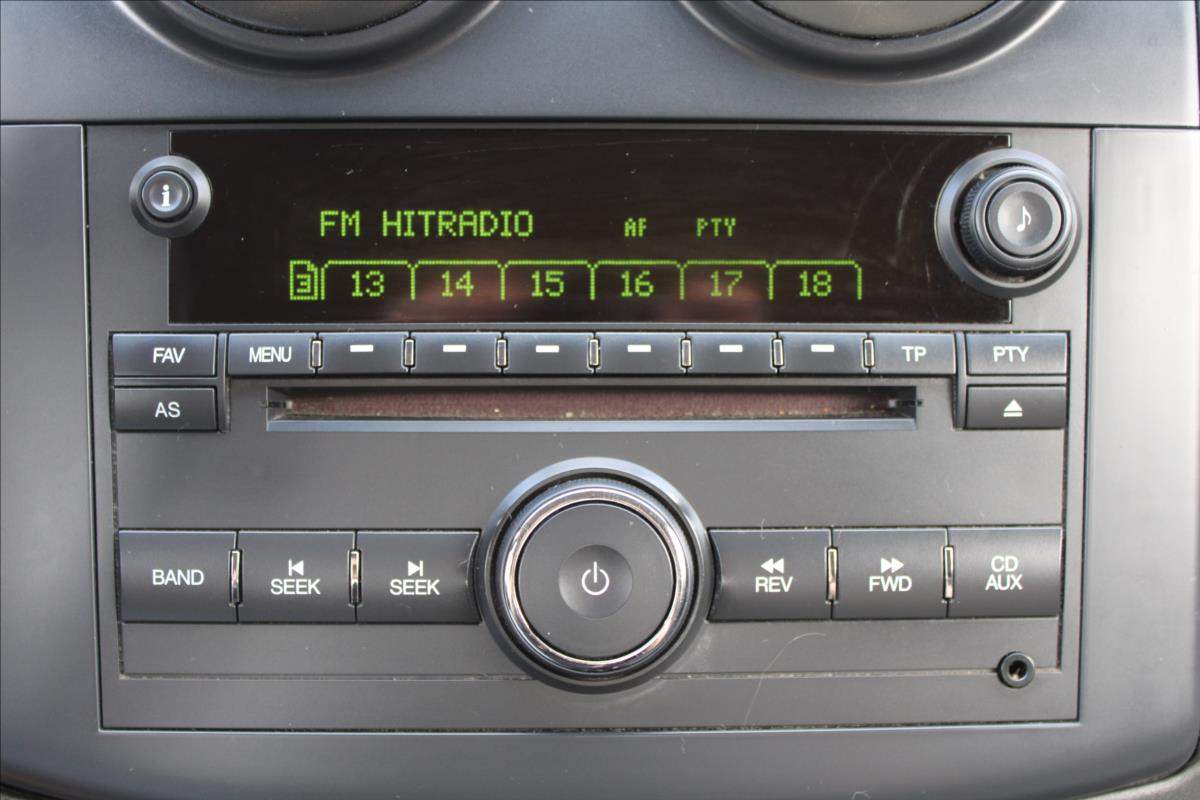 i
FM HITRADIO AF PTY
3 13 14 15 16 17 18
FAV MENU TP PTY
AS
BAND SEEK SEEK REV FWD CD
AUX